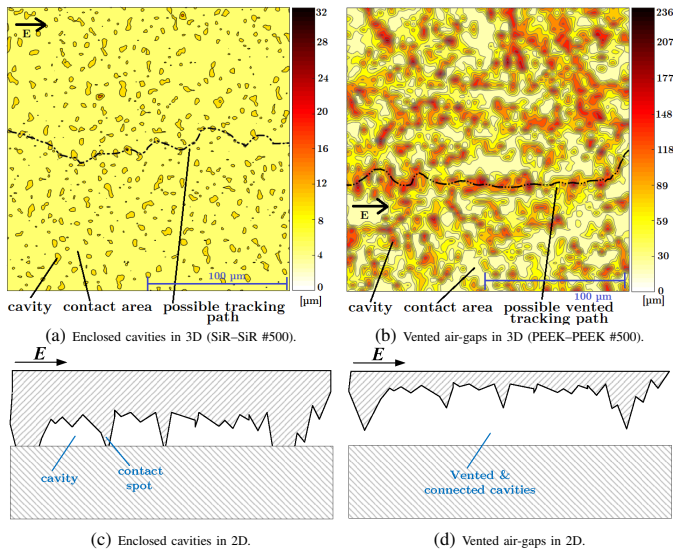 E
32
28
24
20
16
12
8
4
0
[μm]
100 μm
cavity contact area possible tracking
path
(a) Enclosed cavities in 3D (SiR–SiR #500).
E
236
207
218
189
148
118
89
59
30
0
[μm]
100 μm
cavity contact area possible vented
tracking path
(b) Vented air-gaps in 3D (PEEK–PEEK #500).
E
cavity
contact
spot
(c) Enclosed cavities in 2D.
E
Vented &
connected cavities
(d) Vented air-gaps in 2D.